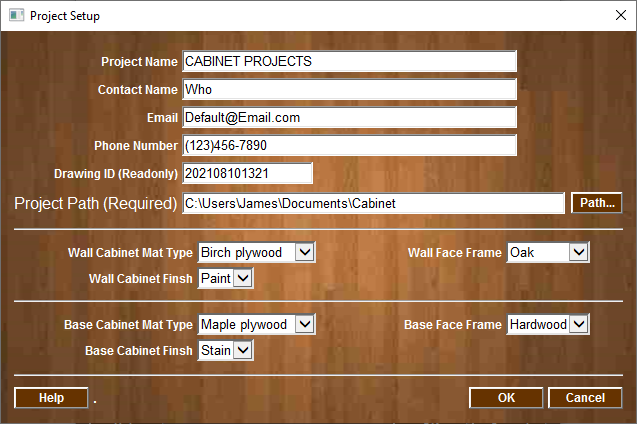 Project Setup
Project Name CABINET PROJECTS
Contact Name Who
Email Default@Email.com
Phone Number (123)456-7890
Drawing ID (Readonly) 202108101321
Project Path (Required) C:\Users\James\Documents\Cabinet Path...
Wall Cabinet Mat Type Birch plywood Wall Face Frame Oak
Wall Cabinet Finsh Paint
Base Cabinet Mat Type Maple plywood Base Face Frame Hardwood
Base Cabinet Finsh Stain
Help . OK Cancel